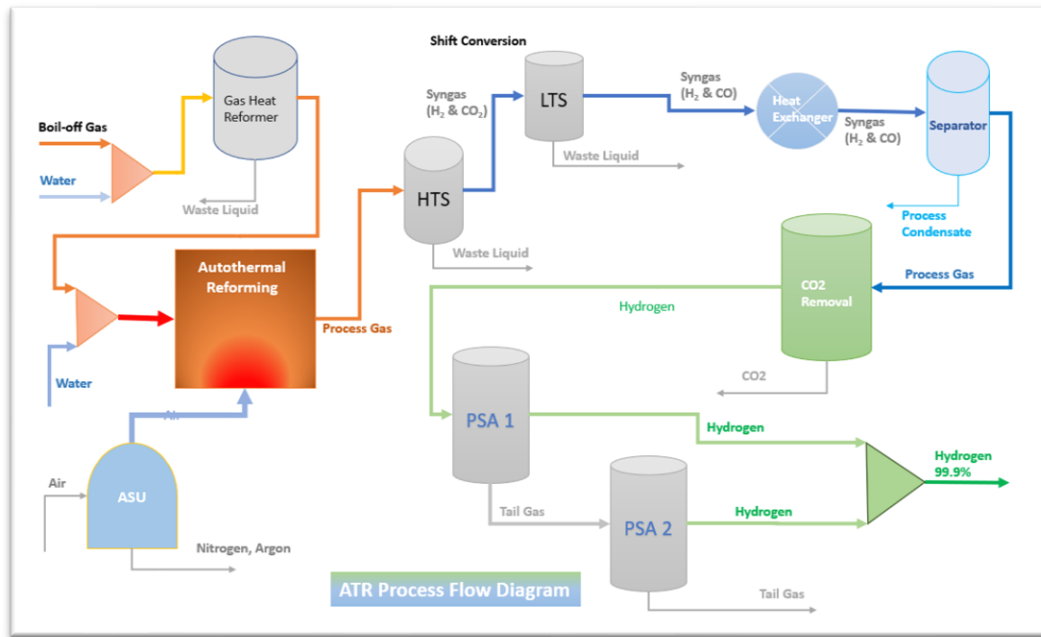 Shift Conversion
Boil-off Gas
Water
Gas Heat
Reformer
Waste Liquid
Syngas
(H₂ & CO₂)
LTS
Syngas
(H₂ & CO)
Heat
Exchanger
Syngas
(H₂ & CO)
Separator
Waste Liquid
HTS
Waste Liquid
Process
Condensate
Autothermal
Reforming
Process Gas
Water
CO2
Removal
Process Gas
Hydrogen
CO2
Air
Air
ASU
Nitrogen, Argon
PSA 1
Hydrogen
Tail Gas
PSA 2
Hydrogen
Hydrogen
99.9%
Tail Gas
ATR Process Flow Diagram